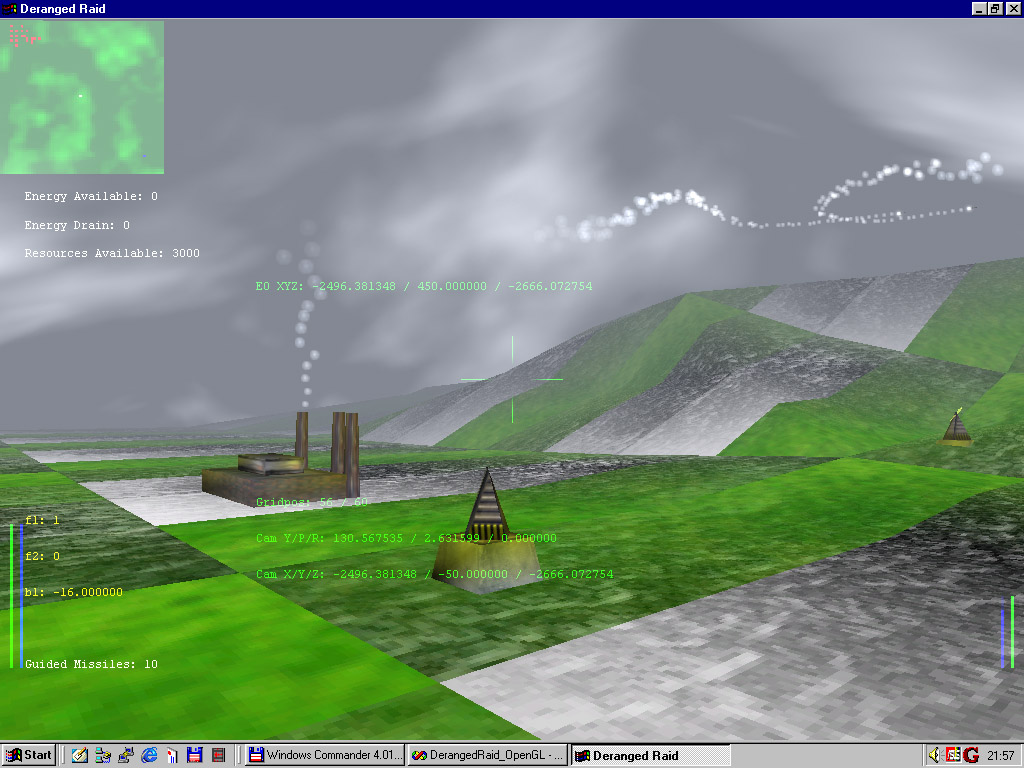 Deranged Raid
Energy Available: 0
Energy Drain: 0
Resources Available: 3000
EO XYZ: -2496.381348 / 450.000000 / -2666.072754
Gridpos: 56 / 60
f1: 1
Cam Y/P/R: 130.567535 / 2.631599 / 0.000000
f2: 0
Cam X/Y/Z: -2496.381348 / -50.000000 / -2666.072754
b1: -16.000000
Guided Missiles: 10
Start
Windows Commander 4.01...
DerangedRaid_OpenGL - ...
Deranged Raid
21:57